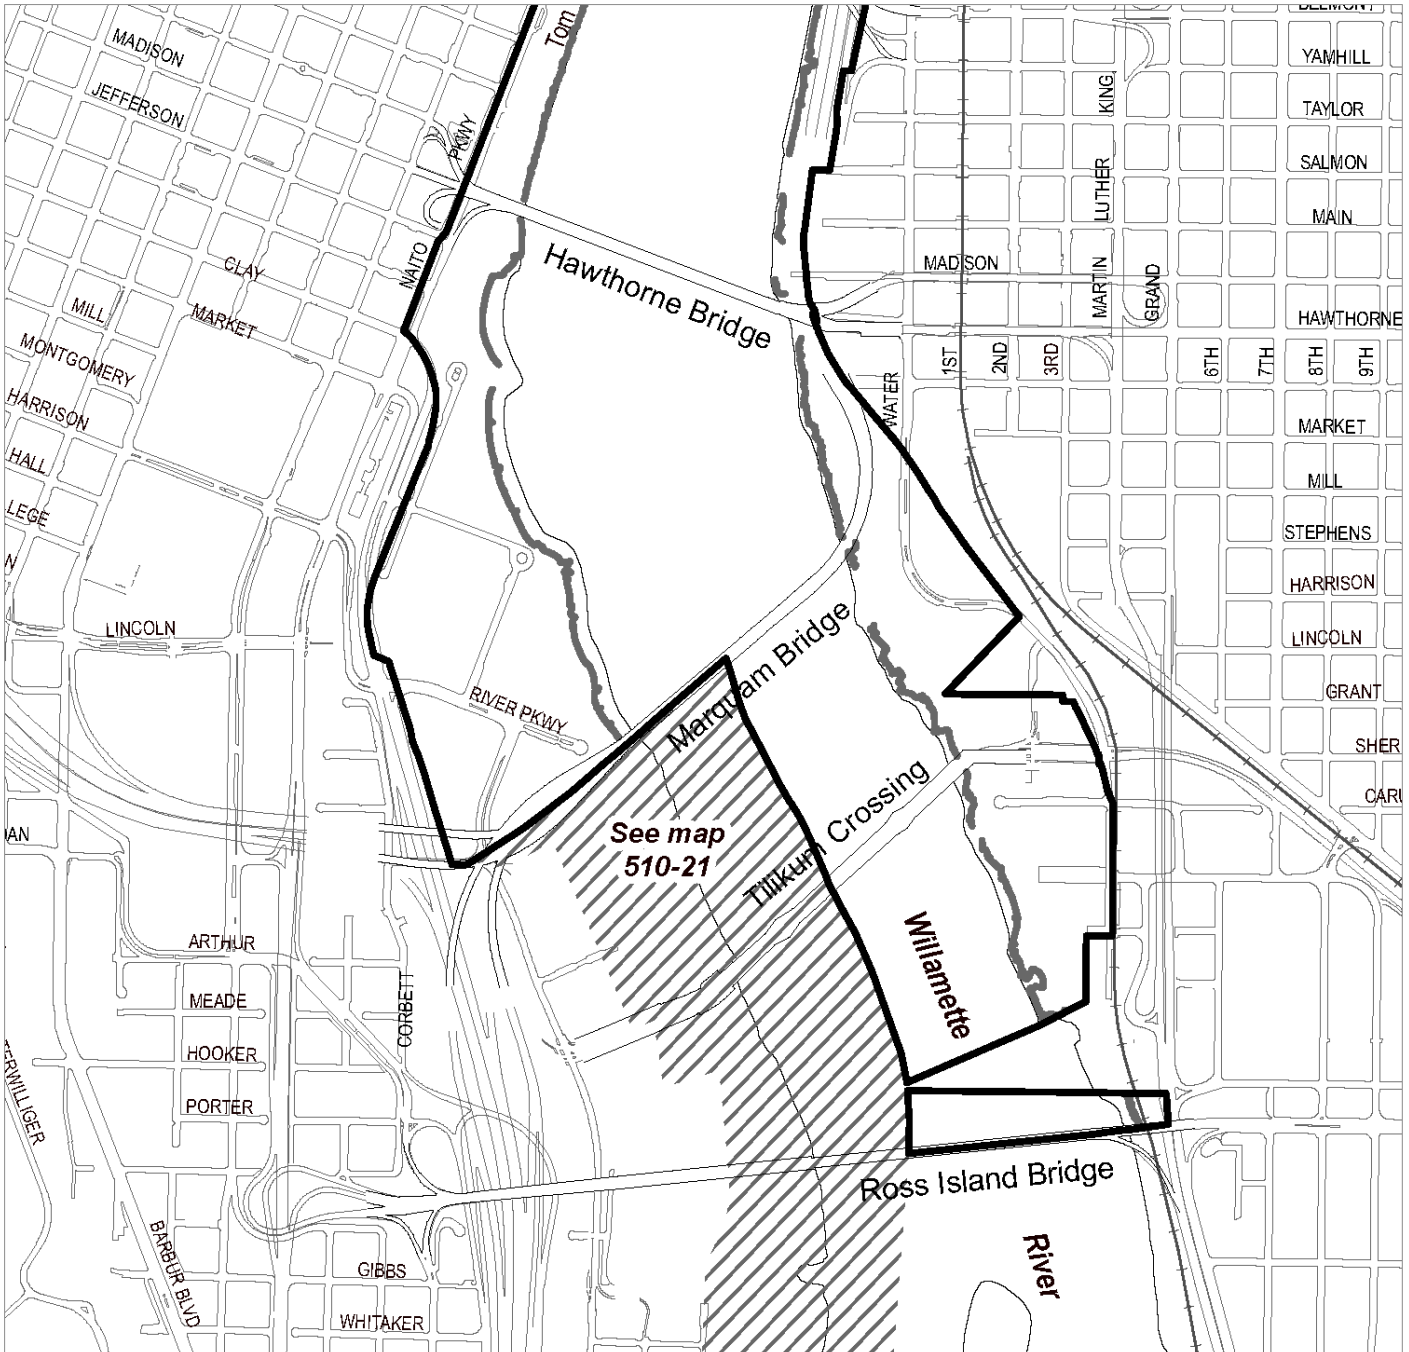 Tom
BELMONT
MADISON
YAMHILL
JEFFERSON
KING
TAYLOR
PKWY
SALMON
LUTHER
MAIN
NAITO
Hawthorne Bridge
MADISON
CLAY
MARTIN
GRAND
MILL
MARKET
HAWTHORNE
MONTGOMERY
1ST
2ND
3RD
6TH
7TH
8TH
9TH
WATER
HARRISON
MARKET
HALL
MILL
LEGE
STEPHENS
N
HARRISON
LINCOLN
Marquam Bridge
LINCOLN
RIVER PKWY
GRANT
SHER
Tilikum Crossing
CARU
AN
See map
510-21
Willamette
ARTHUR
CORBETT
MEADE
HOOKER
TERWILLIGER
PORTER
Ross Island Bridge
River
BARBUR BLVD
GIBBS
WHITAKER